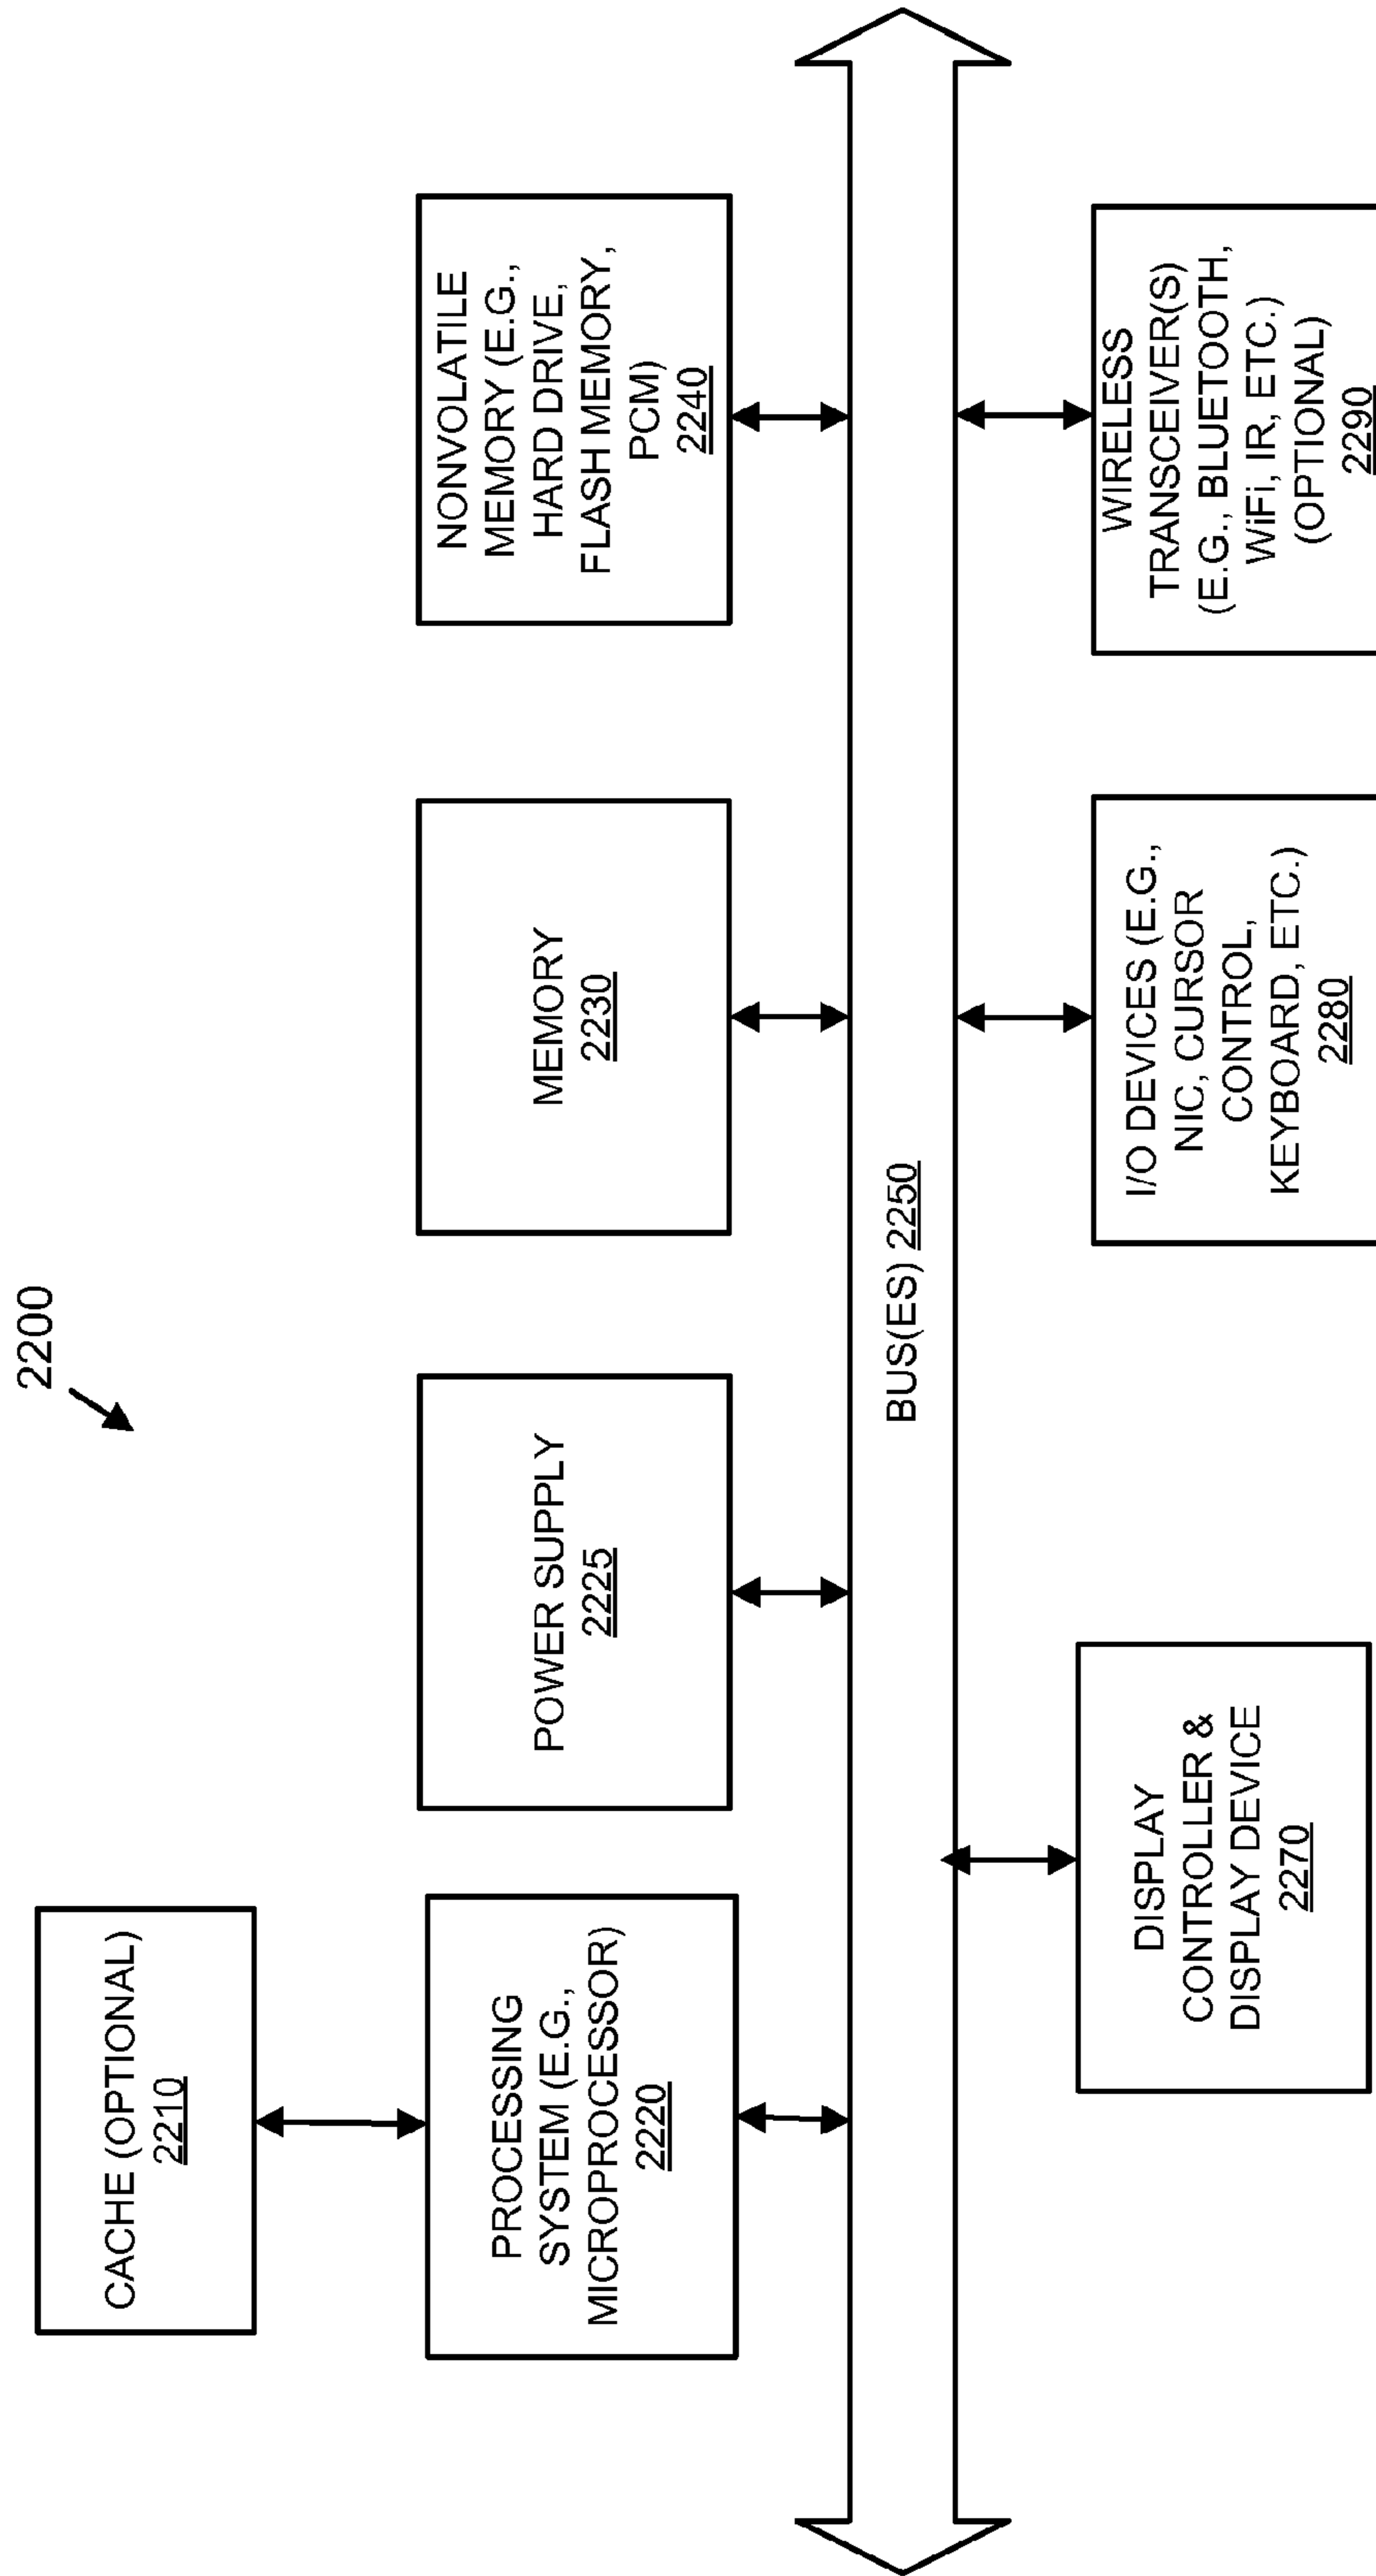 2200
CACHE (OPTIONAL)
2210
PROCESSING
SYSTEM (E.G.,
MICROPROCESSOR)
2220
POWER SUPPLY
2225
MEMORY
2230
NONVOLATILE
MEMORY (E.G.,
HARD DRIVE,
FLASH MEMORY,
PCM)
2240
BUS(ES) 2250
DISPLAY
CONTROLLER &
DISPLAY DEVICE
2270
I/O DEVICES (E.G.,
NIC, CURSOR
CONTROL,
KEYBOARD, ETC.)
2280
WIRELESS
TRANSCEIVER(S)
(E.G., BLUETOOTH,
WiFi, IR, ETC.)
(OPTIONAL)
2290